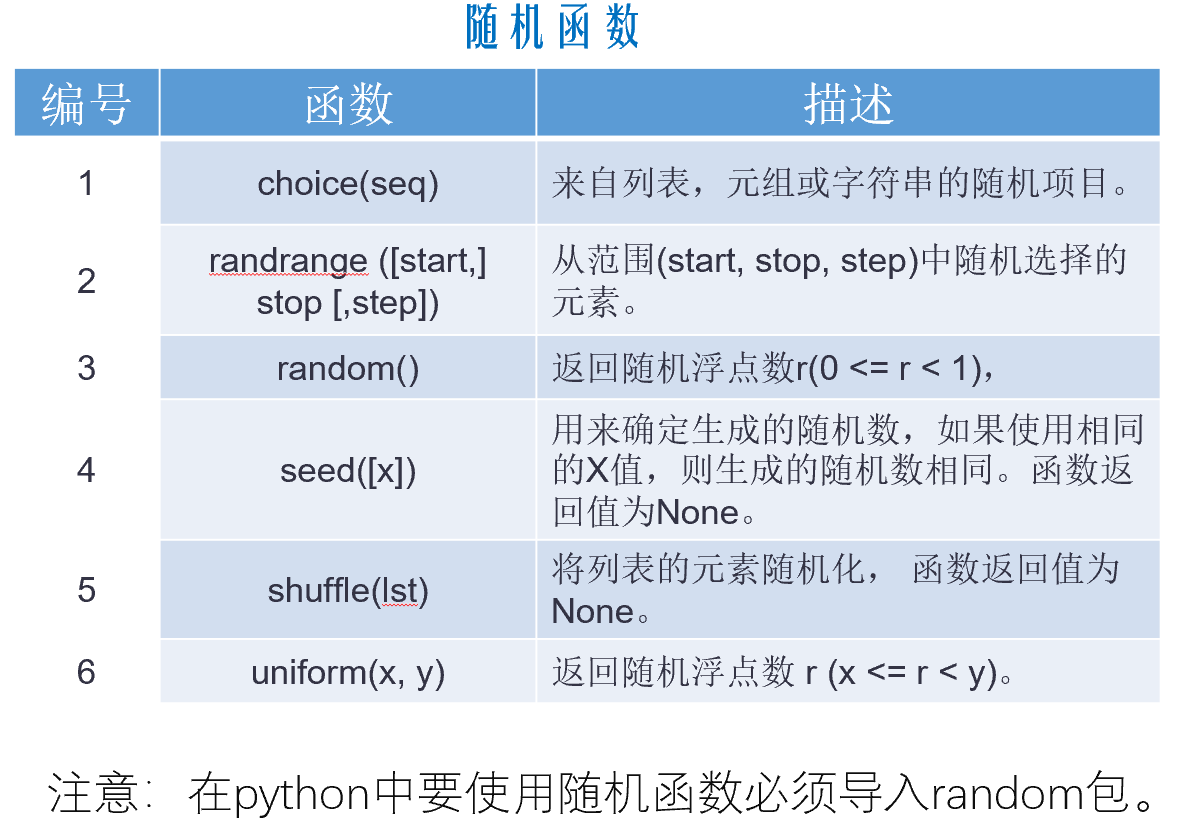 随机函数
编号 函数 描述
1 choice(seq) 来自列表，元组或字符串的随机项目。
2 randrange ([start,]
stop [,step]) 从范围(start, stop, step)中随机选择的
元素。
3 random() 返回随机浮点数r(0 <= r < 1)，
4 seed([x]) 用来确定生成的随机数，如果使用相同
的X值，则生成的随机数相同。函数返
回值为None。
5 shuffle(lst) 将列表的元素随机化， 函数返回值为
None。
6 uniform(x, y) 返回随机浮点数 r (x <= r < y)。
注意：在python中要使用随机函数必须导入random包。